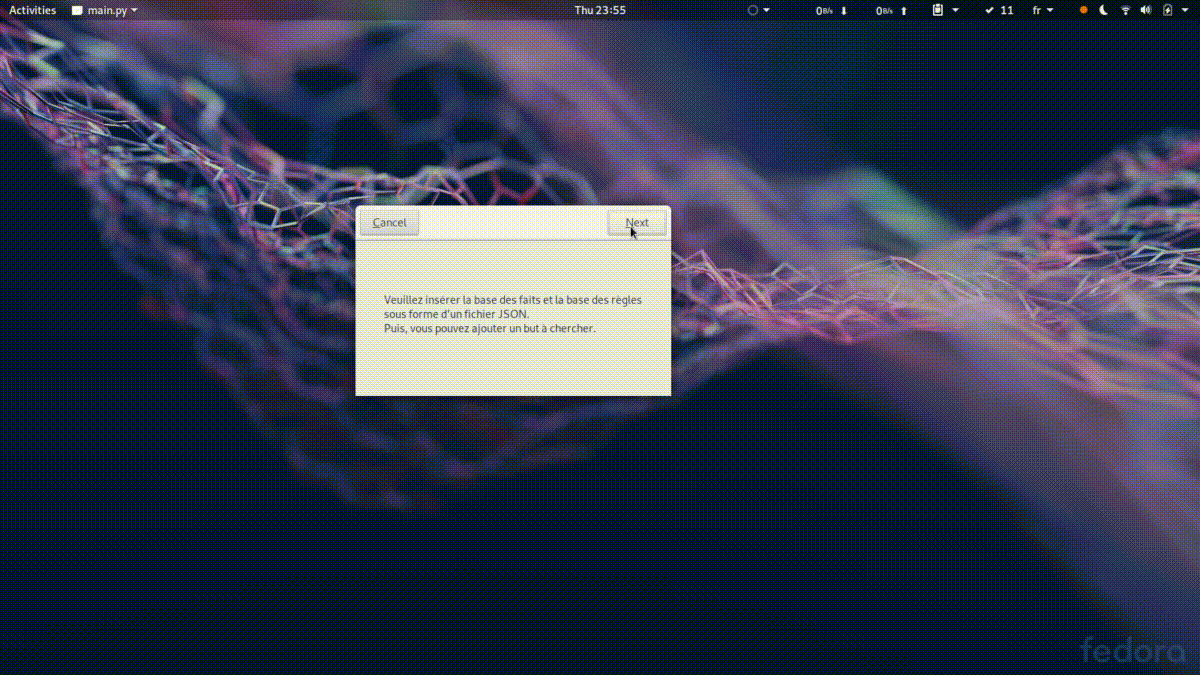 Activities main.py Thu 23:55 0B/s 0B/s 11 fr
Cancel Next
Veuillez insérer la base des faits et la base des règles
sous forme d'un fichier JSON.
Puis, vous pouvez ajouter un but à chercher.
fedora